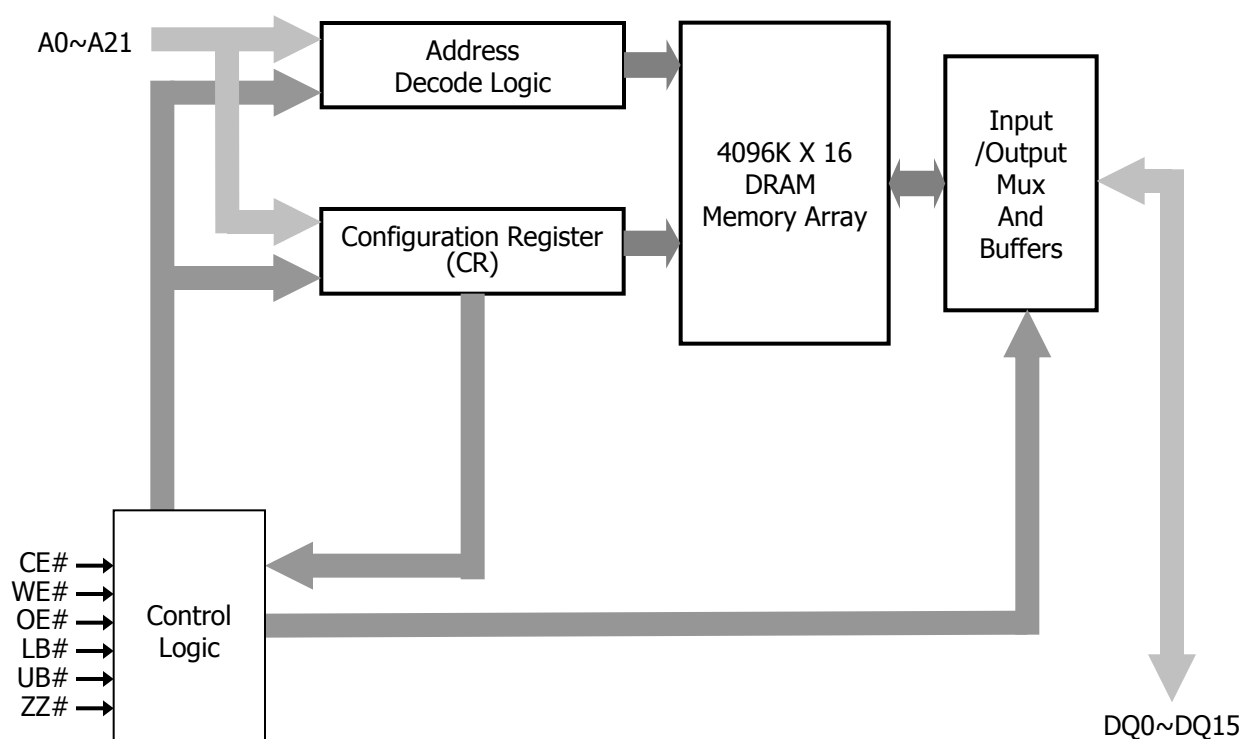 A0~A21
Address
Decode Logic
Configuration Register
(CR)
4096K X 16
DRAM
Memory Array
Input
/Output
Mux
And
Buffers
CE#
WE#
OE#
LB#
UB#
ZZ#
Control
Logic
DQ0~DQ15